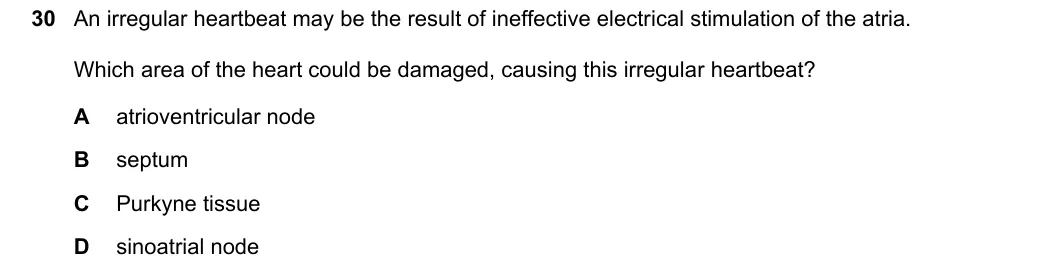 30 An irregular heartbeat may be the result of ineffective electrical stimulation of the atria.
Which area of the heart could be damaged, causing this irregular heartbeat?
A atrioventricular node
B septum
C Purkyne tissue
D sinoatrial node